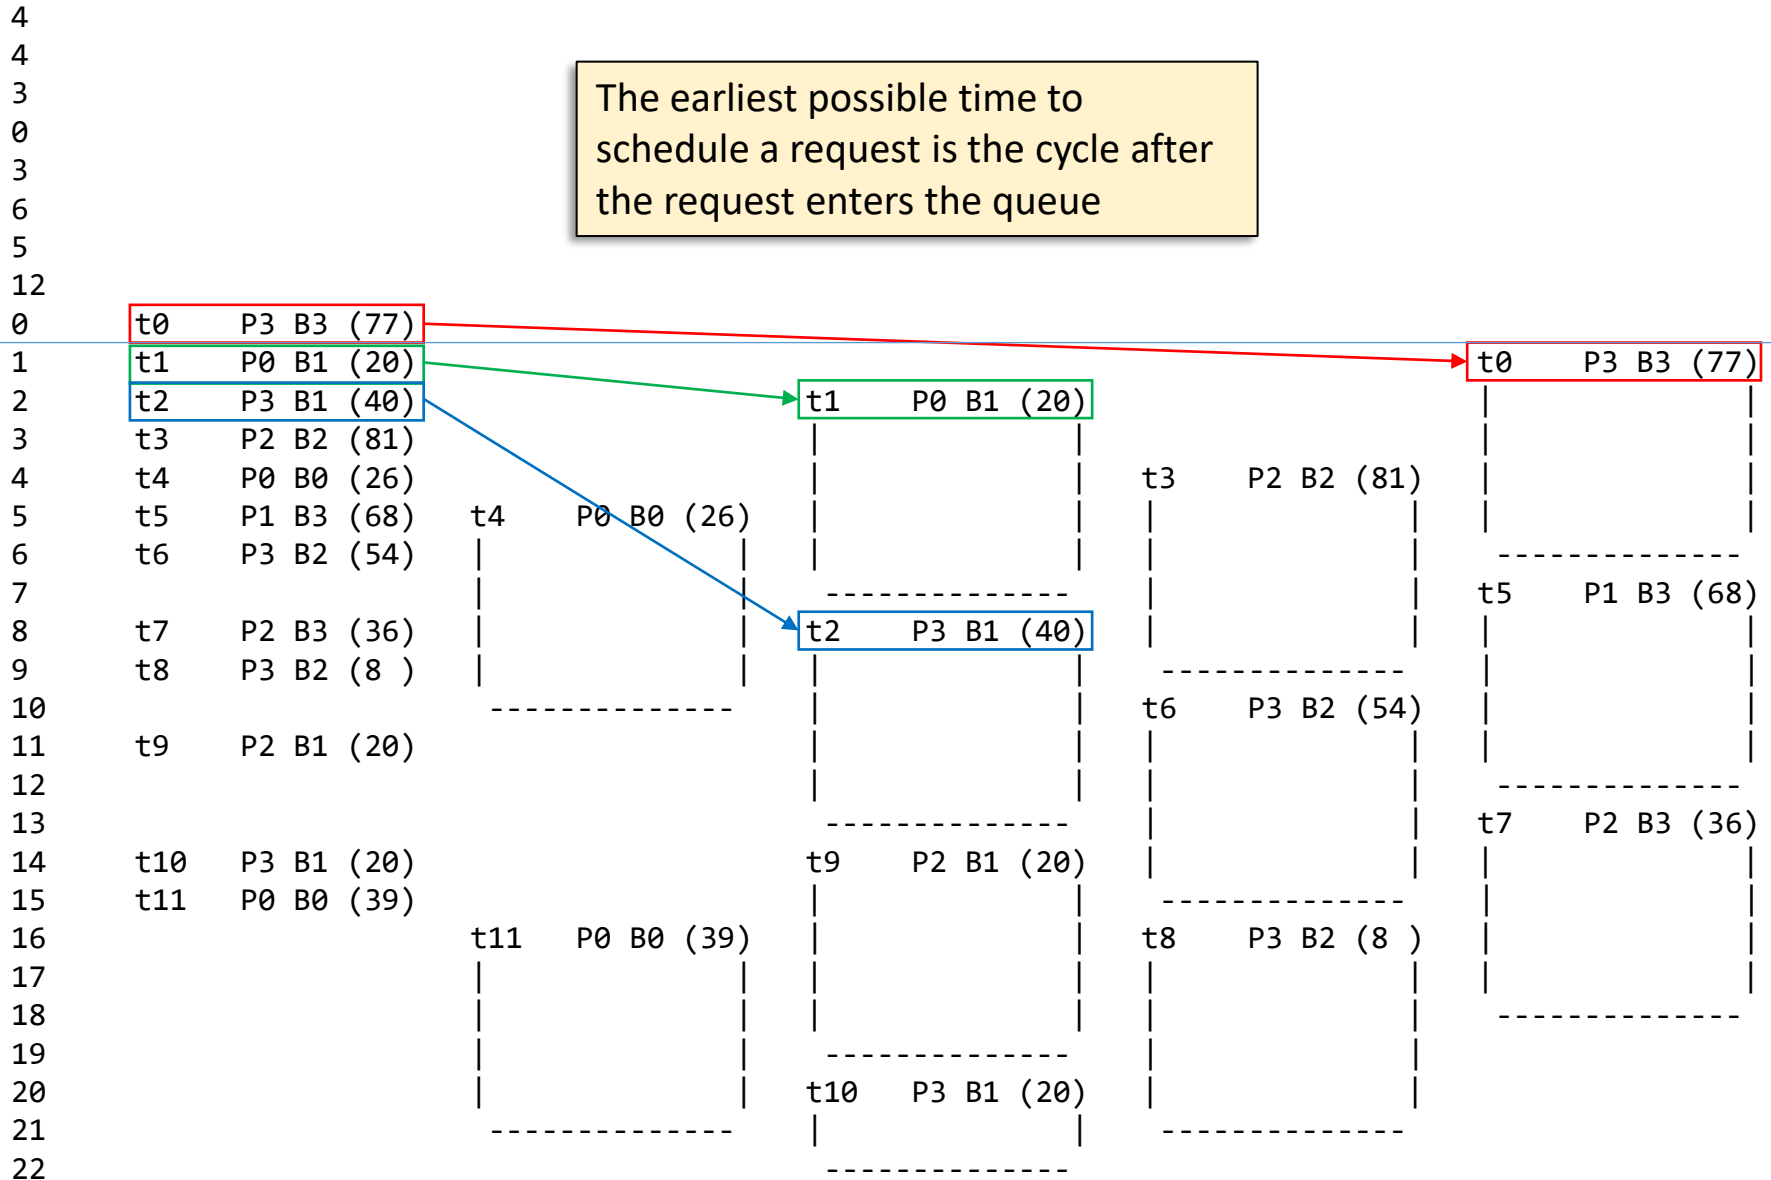 4
4
3
The earliest possible time to
0
schedule a request is the cycle after
3
the request enters the queue
6
5
12
0 t0 P3 B3 (77)
1 t1 P0 B1 (20) t0 P3 B3 (77)
2 t2 P3 B1 (40) t1 P0 B1 (20) | |
3 t3 P2 B2 (81) | | | |
4 t4 P0 B0 (26) | | t3 P2 B2 (81) | |
5 t5 P1 B3 (68) t4 P0 B0 (26) | | | | | |
6 t6 P3 B2 (54) | | | | | | --------------
7 | | -------------- | | t5 P1 B3 (68)
8 t7 P2 B3 (36) | | t2 P3 B1 (40) | | | |
9 t8 P3 B2 (8 ) | | | | -------------- | |
10 -------------- | | t6 P3 B2 (54) | |
11 t9 P2 B1 (20) | | | | | |
12 | | | | --------------
13 -------------- | | t7 P2 B3 (36)
14 t10 P3 B1 (20) t9 P2 B1 (20) | | | |
15 t11 P0 B0 (39) | | -------------- | |
16 t11 P0 B0 (39) | | t8 P3 B2 (8 ) | |
17 | | | | | | | |
18 | | | | | | --------------
19 | | -------------- | |
20 | | t10 P3 B1 (20) | |
21 -------------- | | --------------
22 --------------